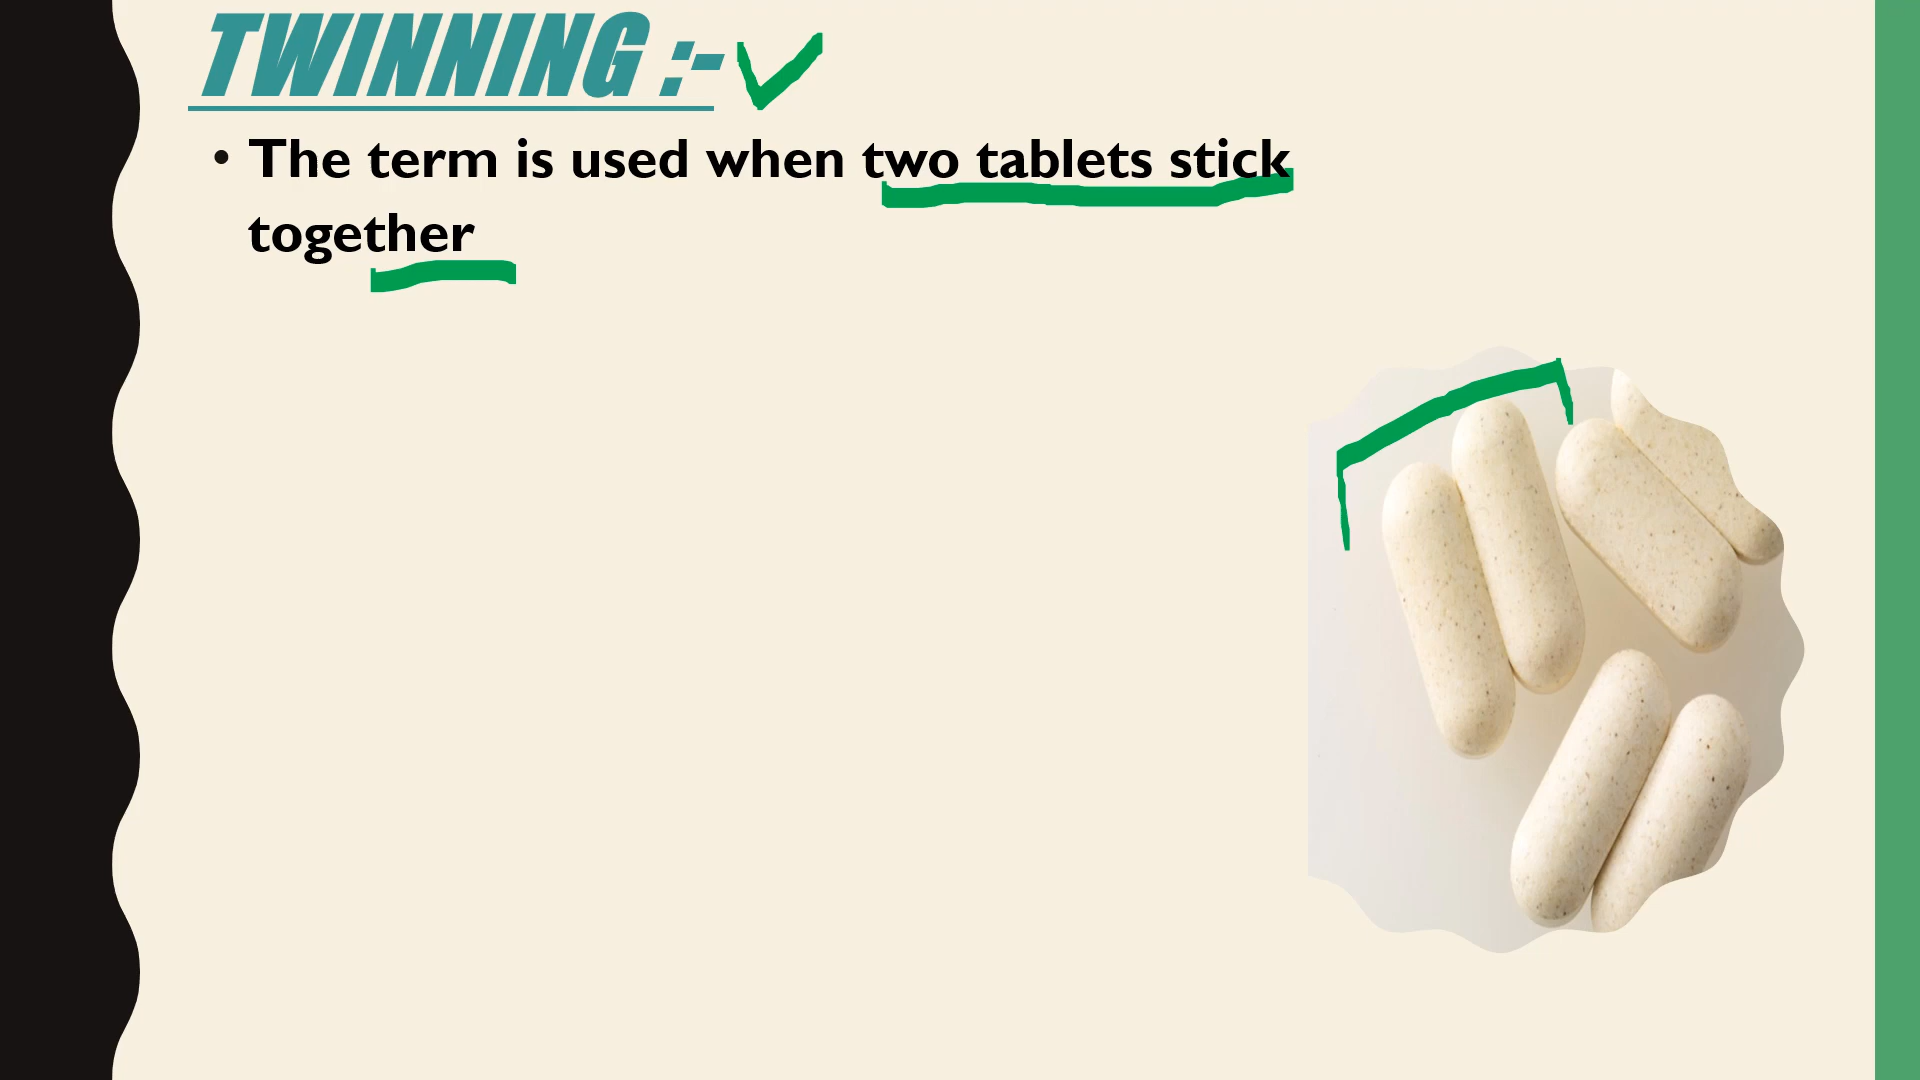 TWINNING :-
• The term is used when two tablets stick
together